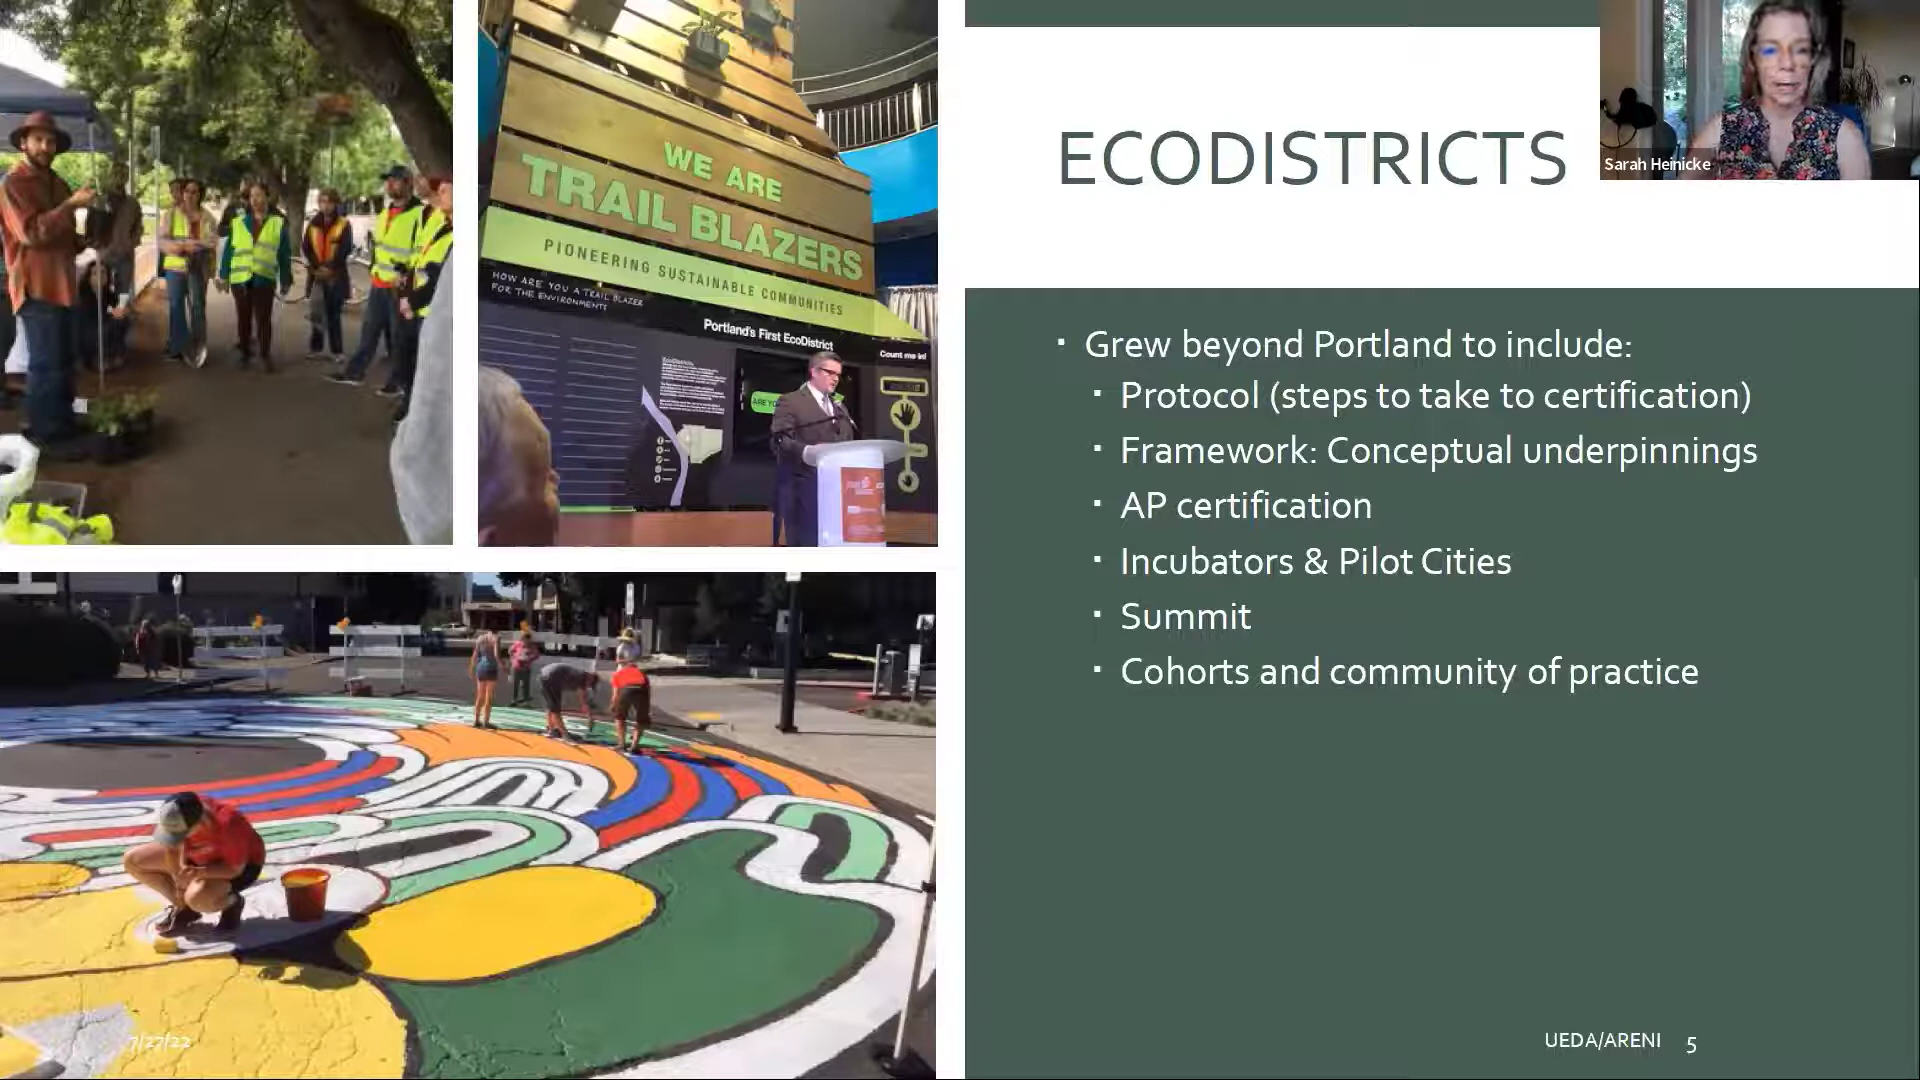 WE ARE
TRAIL BLAZERS
PIONEERING SUSTAINABLE COMMUNITIES
HOW ARE YOU A TRAIL BLAZER
FOR THE ENVIRONMENT?
Portland's First EcoDistrict
Count me in!
EcoDistricts
ECODISTRICTS
Sarah Heinicke
▪ Grew beyond Portland to include:
▪ Protocol (steps to take to certification)
▪ Framework: Conceptual underpinnings
▪ AP certification
▪ Incubators & Pilot Cities
▪ Summit
▪ Cohorts and community of practice
7/27/22
UEDA/ARENI 5